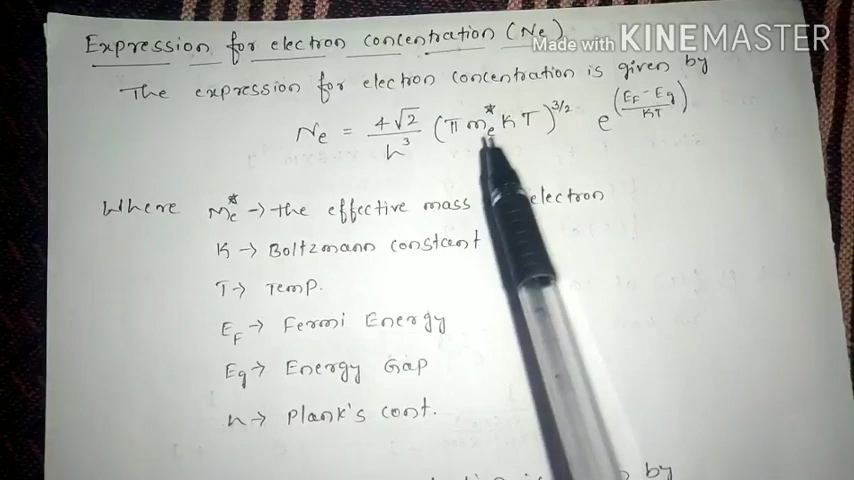 Expression for electron concentration (Ne)
Made with KINEMASTER
The expression for electron concentration is given by
Ne = 4√2/h³ (π me* K T)^3/2 e^((EF - Eg)/KT)
Where me* → the effective mass electron
K → Boltzmann constant
T → Temp.
EF → Fermi Energy
Eg → Energy Gap
h → Plank's cont.
by